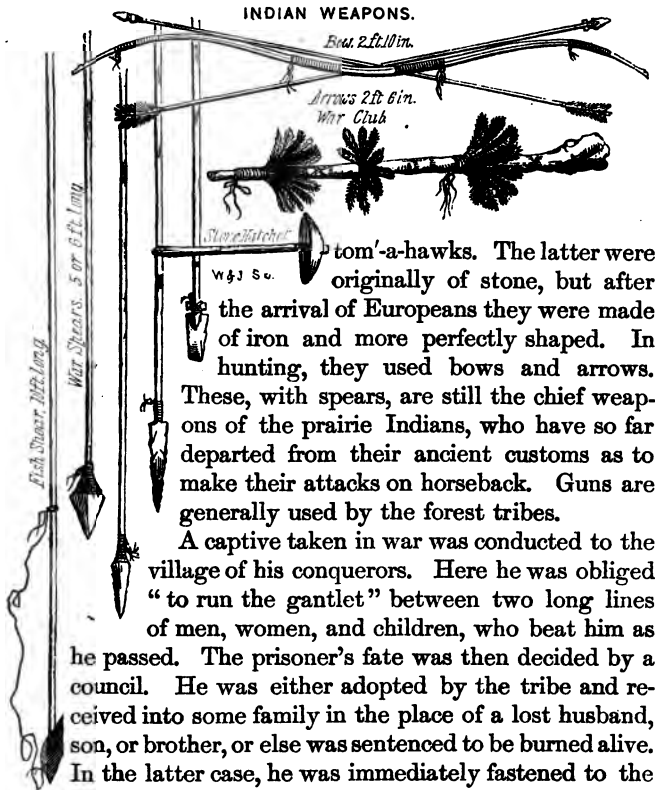 INDIAN WEAPONS.
Bow. 2ft.10in.
Arrows 2ft 6in.
War Club
Stone Hatchet
W & J Sc.
War Spears. 5 or 6 ft. long
Fish Spear. 10ft. long
tom'-a-hawks. The latter were
originally of stone, but after
the arrival of Europeans they were made
of iron and more perfectly shaped. In
hunting, they used bows and arrows.
These, with spears, are still the chief weap-
ons of the prairie Indians, who have so far
departed from their ancient customs as to
make their attacks on horseback. Guns are
generally used by the forest tribes.
A captive taken in war was conducted to the
village of his conquerors. Here he was obliged
“to run the gantlet” between two long lines
of men, women, and children, who beat him as
he passed. The prisoner's fate was then decided by a
council. He was either adopted by the tribe and re-
ceived into some family in the place of a lost husband,
son, or brother, or else was sentenced to be burned alive.
In the latter case, he was immediately fastened to the